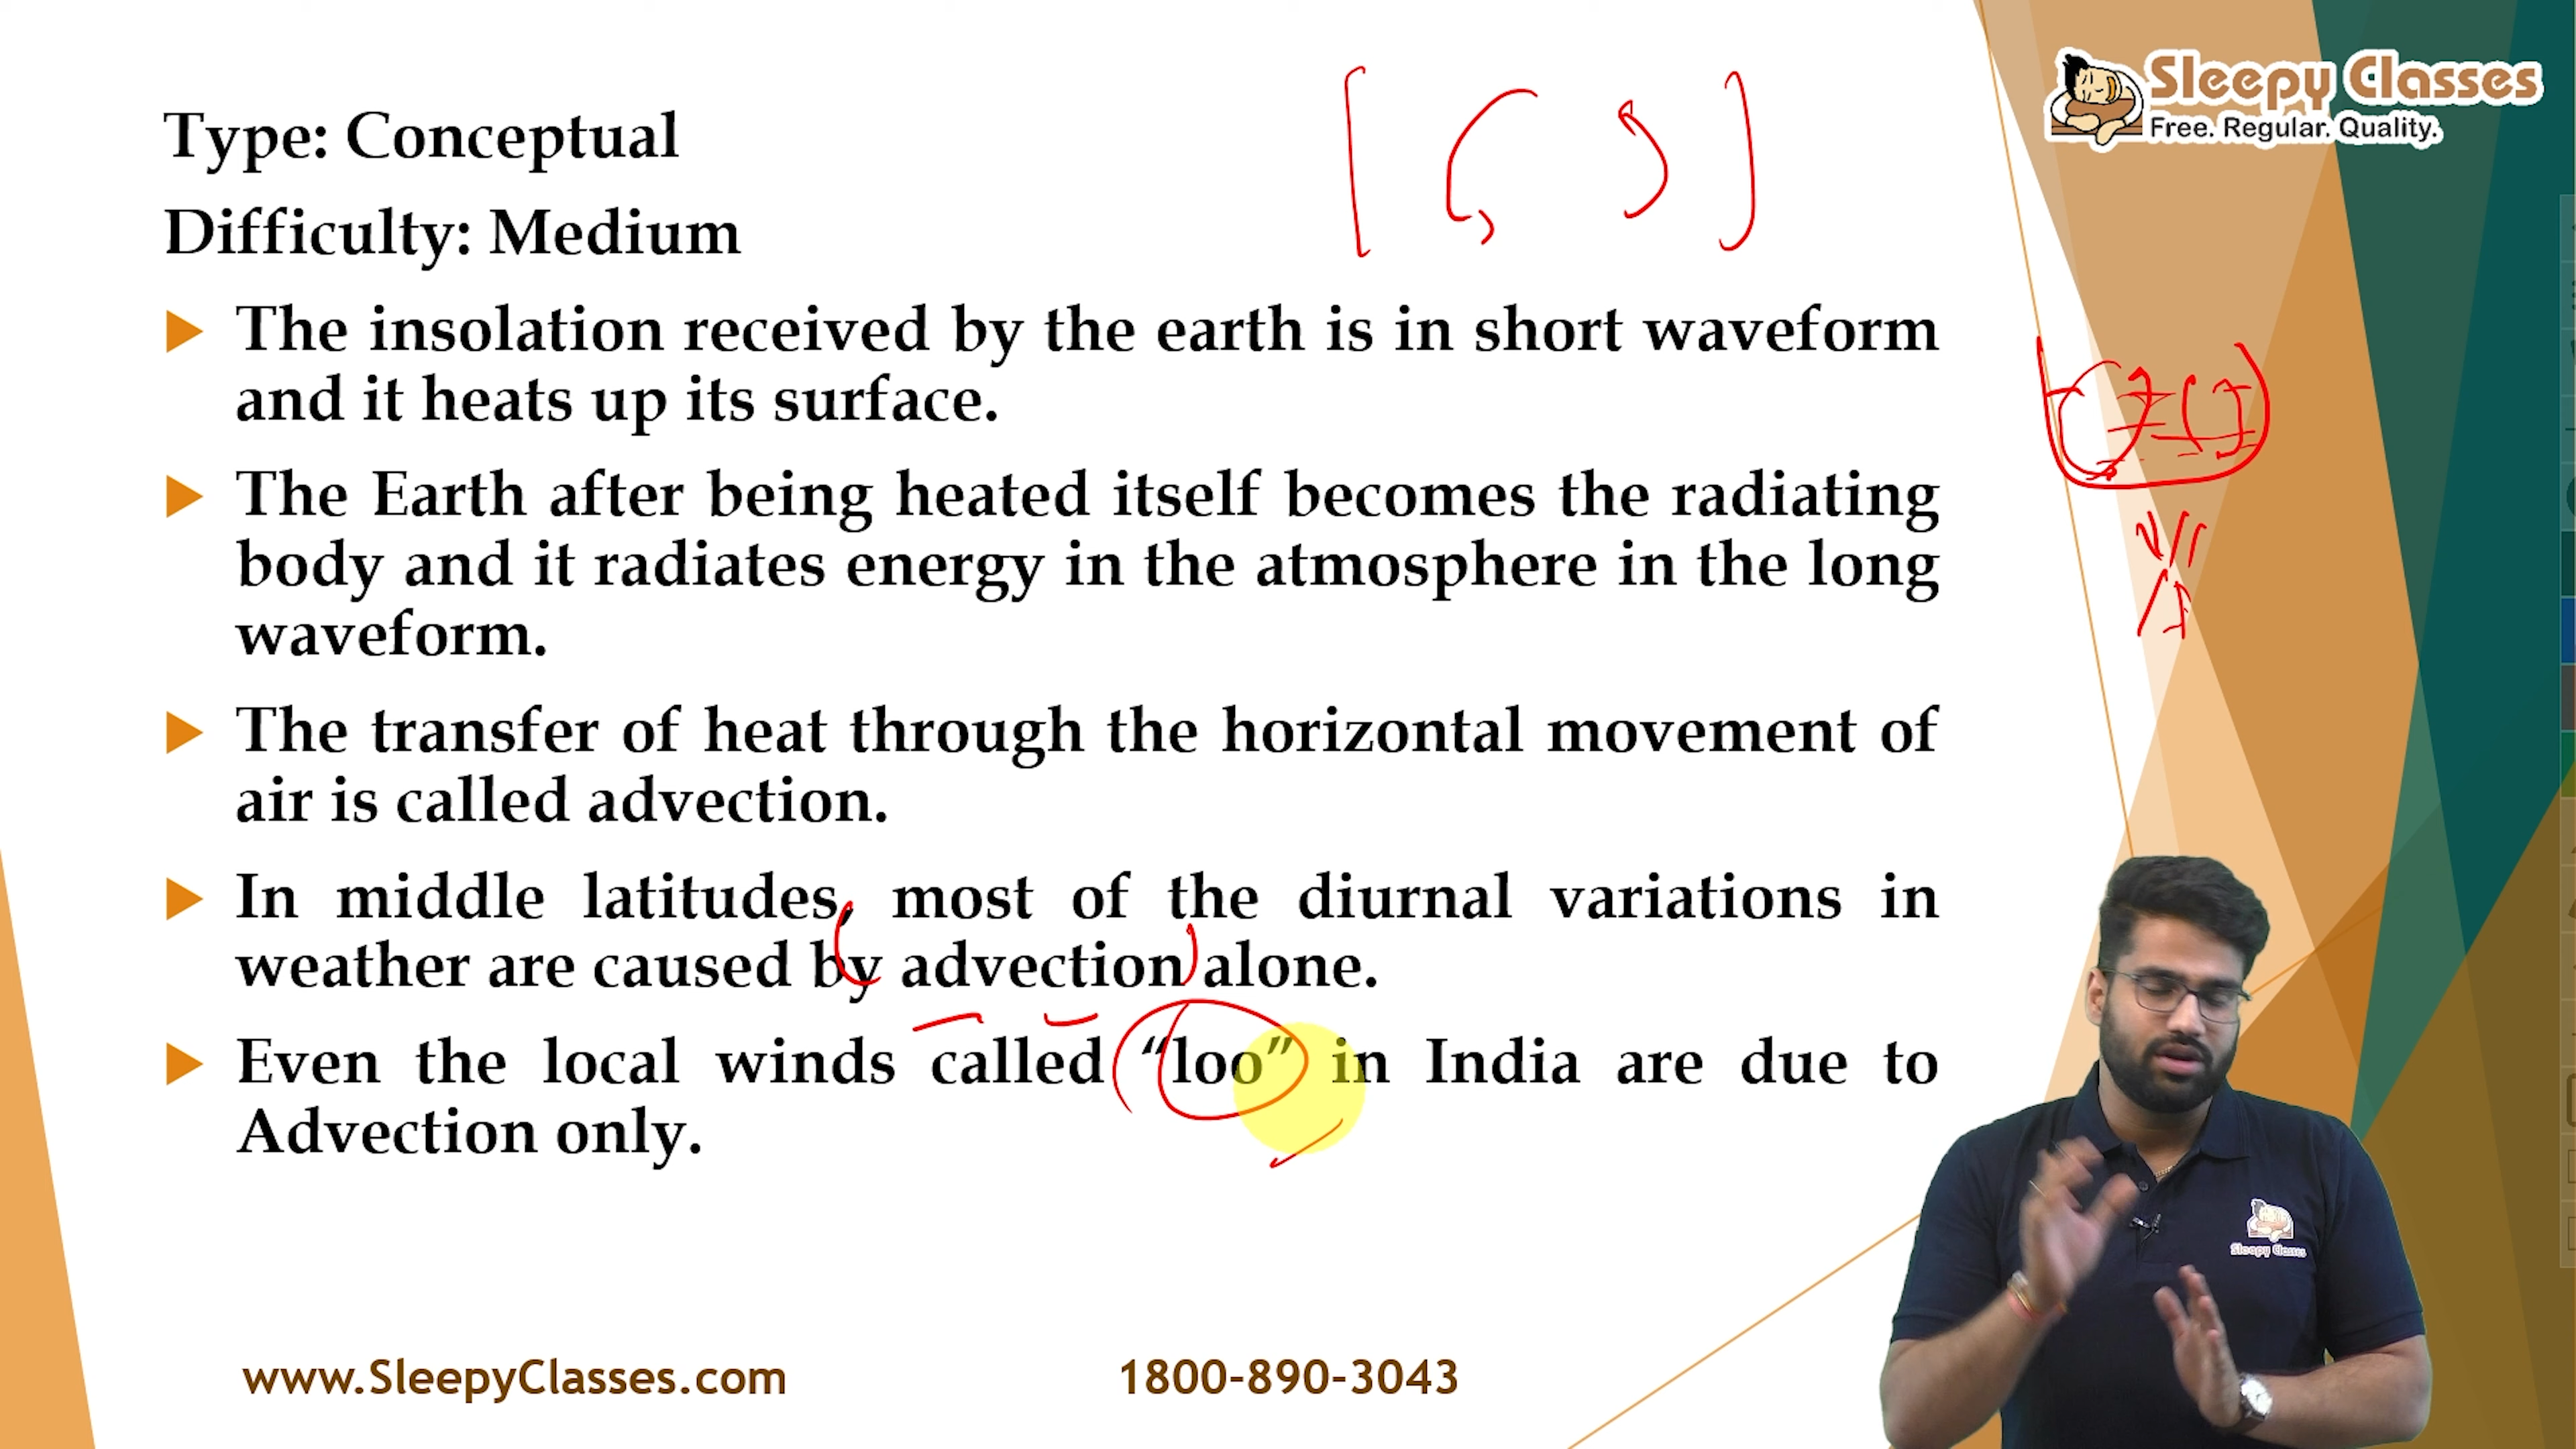 Sleepy Classes
Free. Regular. Quality.
Type: Conceptual
Difficulty: Medium
The insolation received by the earth is in short waveform
and it heats up its surface.
The Earth after being heated itself becomes the radiating
body and it radiates energy in the atmosphere in the long
waveform.
The transfer of heat through the horizontal movement of
air is called advection.
In middle latitudes, most of the diurnal variations in
weather are caused by advection alone.
Even the local winds called “loo” in India are due to
Advection only.
Sleepy Classes
www.SleepyClasses.com
1800-890-3043